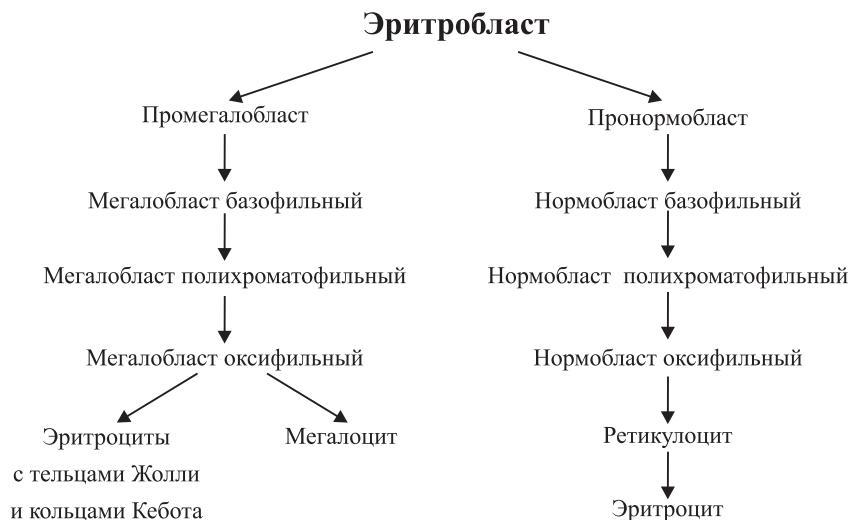 Эритробласт
Промегалобласт
Пронормобласт
Мегалобласт базофильный
Нормобласт базофильный
Мегалобласт полихроматофильный
Нормобласт полихроматофильный
Мегалобласт оксифильный
Нормобласт оксифильный
Эритроциты
с тельцами Жолли
и кольцами Кебота
Мегалоцит
Ретикулоцит
Эритроцит